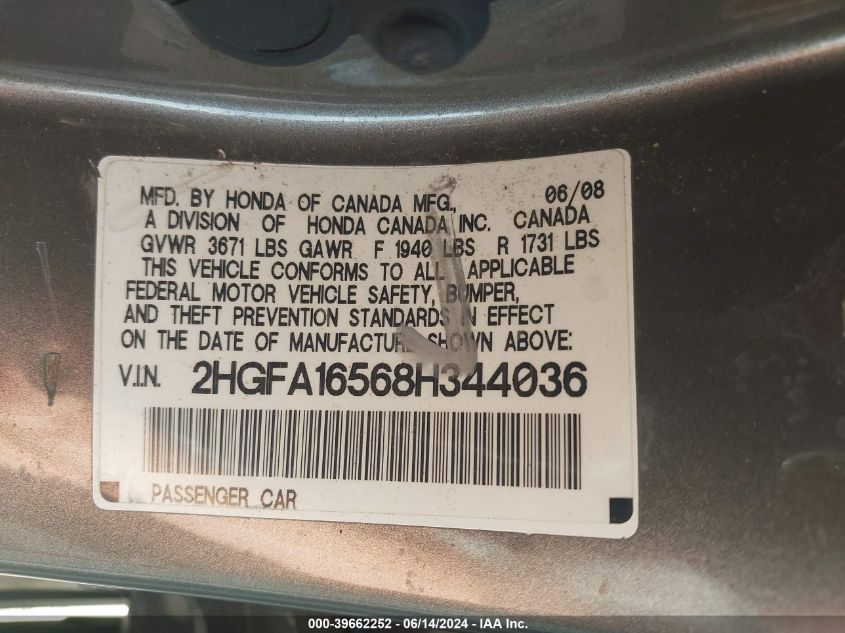 MFD. BY HONDA OF CANADA MFG., 06/08
A DIVISION OF HONDA CANADA INC. CANADA
GVWR 3671 LBS GAWR F 1940 LBS R 1731 LBS
THIS VEHICLE CONFORMS TO ALL APPLICABLE
FEDERAL MOTOR VEHICLE SAFETY, BUMPER,
AND THEFT PREVENTION STANDARDS IN EFFECT
ON THE DATE OF MANUFACTURE SHOWN ABOVE:
V.I.N. 2HGFA16568H344036
PASSENGER CAR
000-39662252 - 06/14/2024 - IAA Inc.